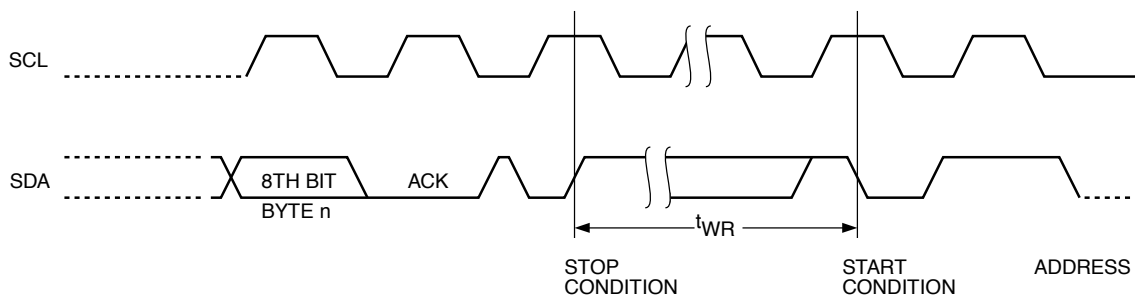 SCL
SDA
8TH BIT
BYTE n
ACK
tWR
STOP
CONDITION
START
CONDITION
ADDRESS